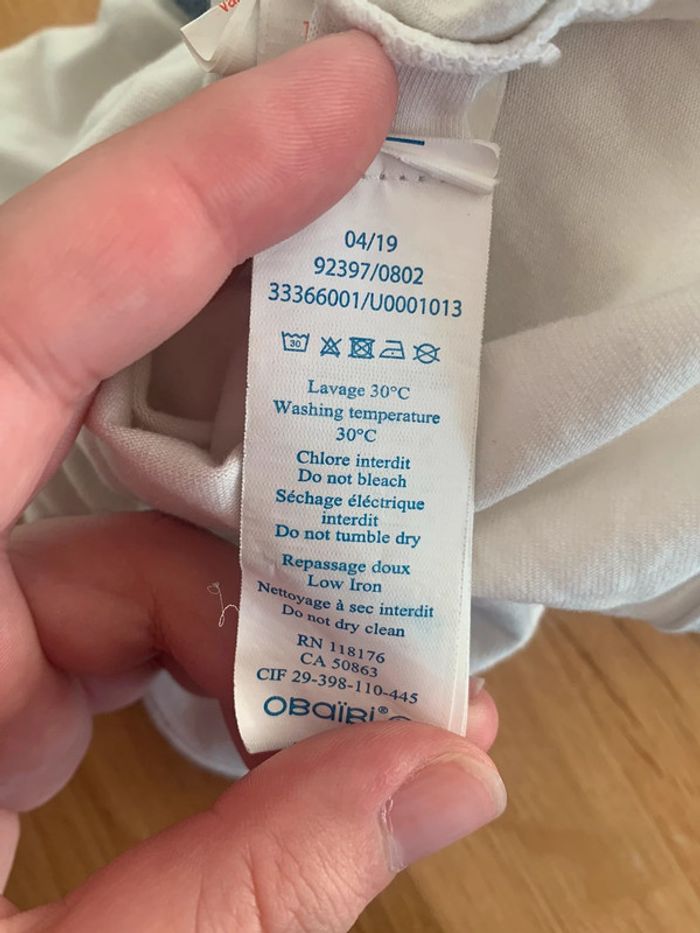 04/19
92397/0802
33366001/U0001013
30
Lavage 30°C
Washing temperature
30°C
Chlore interdit
Do not bleach
Séchage éléctrique
interdit
Do not tumble dry
Repassage doux
Low Iron
Nettoyage à sec interdit
Do not dry clean
RN 118176
CA 50863
CIF 29-398-110-445
OBaïBi®